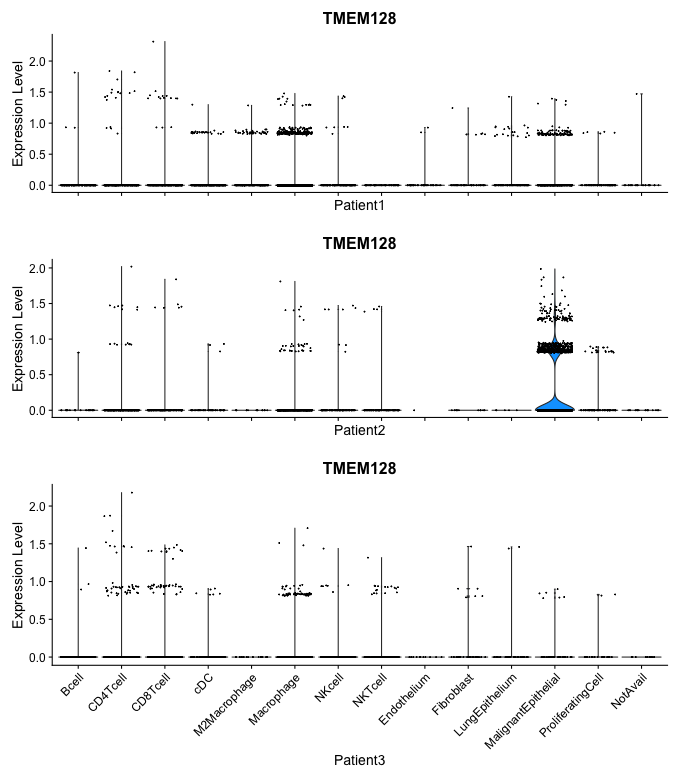 TMEM128
Expression Level
2.0
1.5
1.0
0.5
0.0
Patient1
TMEM128
Expression Level
2.0
1.5
1.0
0.5
0.0
Patient2
TMEM128
Expression Level
2.0
1.5
1.0
0.5
0.0
Bcell
CD4Tcell
CD8Tcell
cDC
M2Macrophage
Macrophage
NKcell
NKTcell
Endothelium
Fibroblast
LungEpithelium
MalignantEpithelial
ProliferatingCell
NotAvail
Patient3